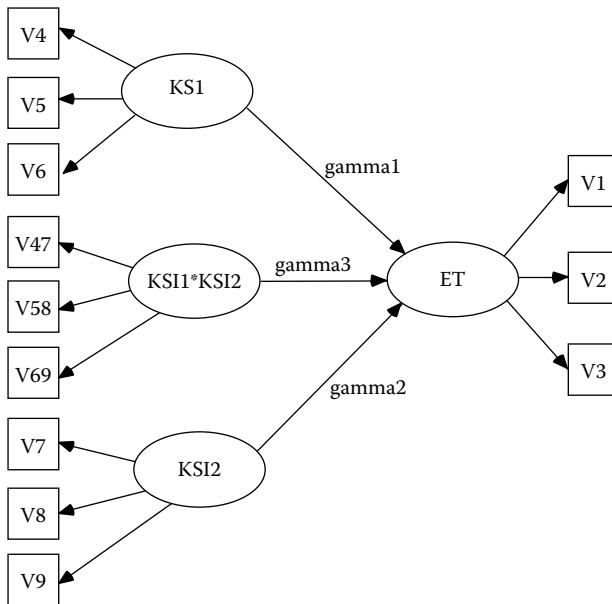 V4
KS1
V5
V6
gamma1
V1
V47
KSI1*KSI2
gamma3
ET
V2
V58
V69
V3
gamma2
V7
KSI2
V8
V9